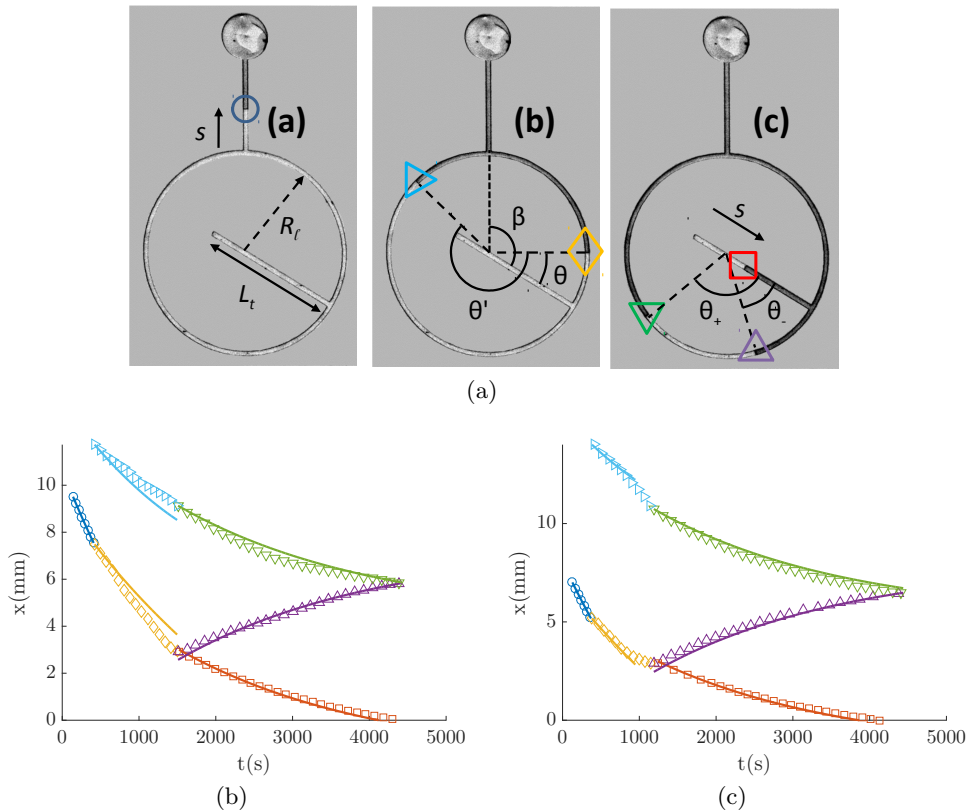 (a) (b) (c)
s β s
R_ℓ
L_t θ θ' θ_+ θ_-
(a)
10 10
8
6
x(mm) x(mm)
5
4
2
0 0
0 1000 2000 3000 4000 5000 0 1000 2000 3000 4000 5000
t(s) t(s)
(b) (c)